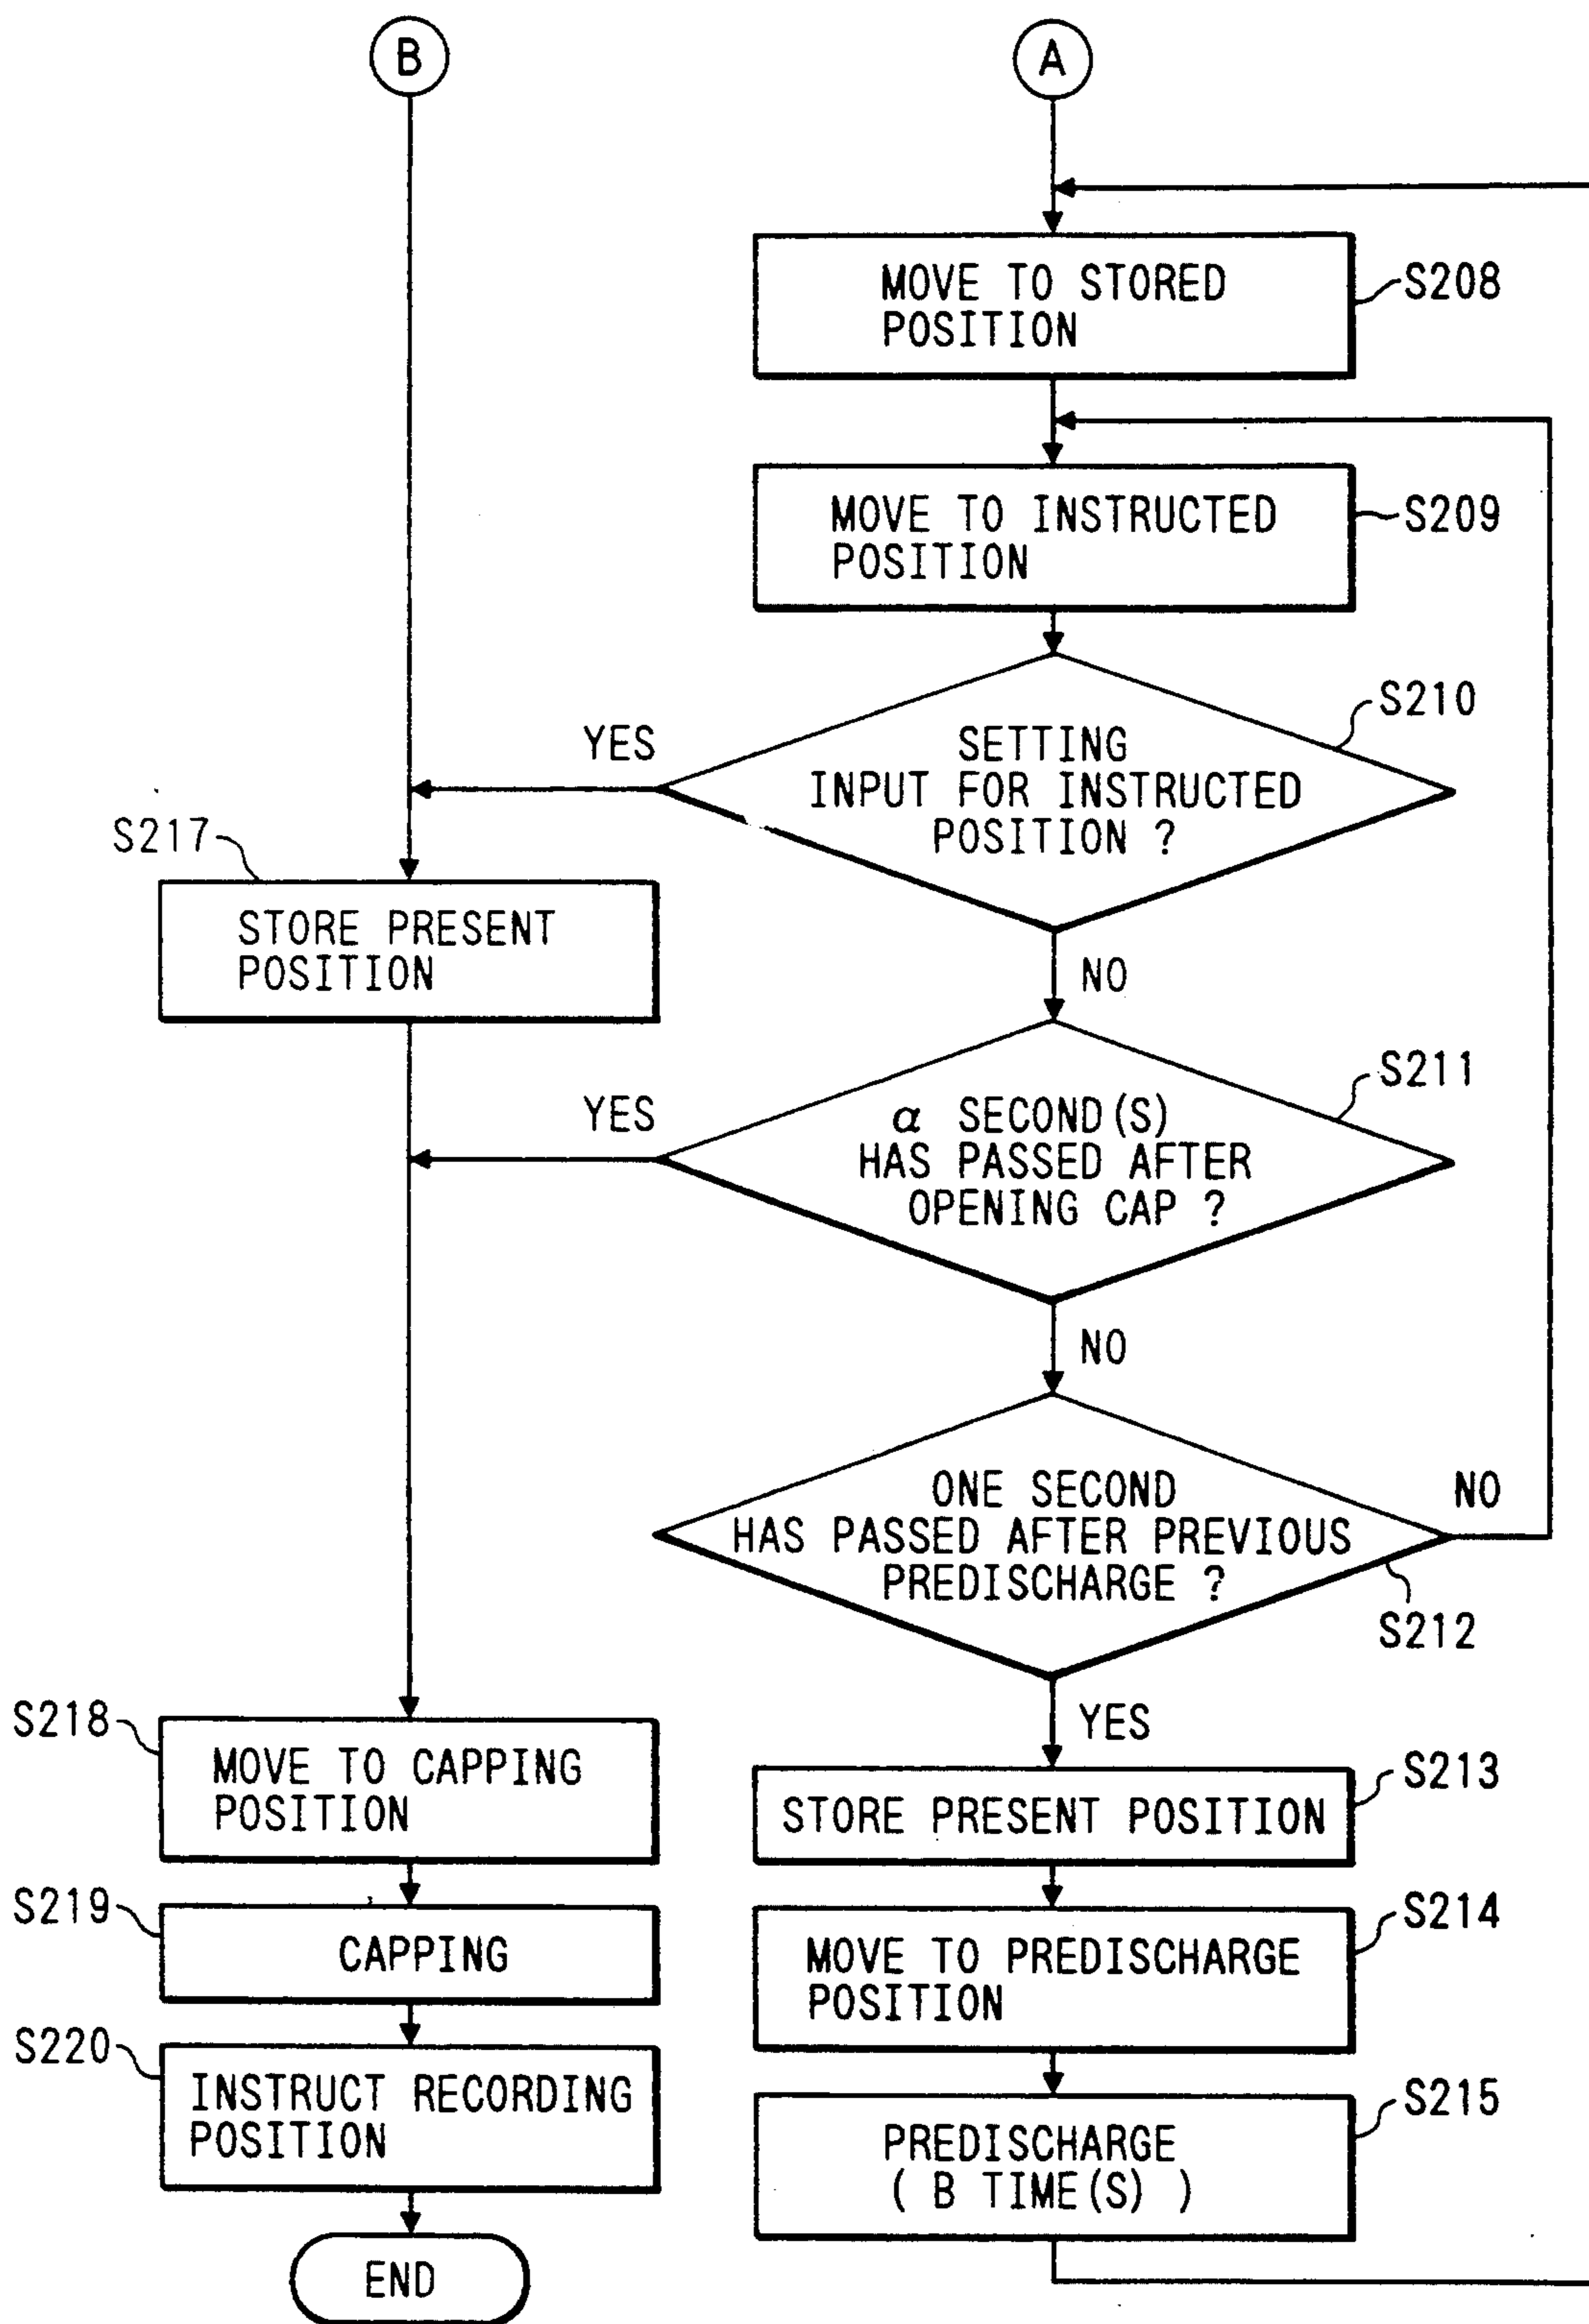 B
A
MOVE TO STORED
POSITION
S208
MOVE TO INSTRUCTED
POSITION
S209
SETTING
INPUT FOR INSTRUCTED
POSITION ?
S210
YES
NO
S217
STORE PRESENT
POSITION
α SECOND(S)
HAS PASSED AFTER
OPENING CAP ?
S211
YES
NO
ONE SECOND
HAS PASSED AFTER PREVIOUS
PREDISCHARGE ?
S212
NO
YES
S218
MOVE TO CAPPING
POSITION
S213
STORE PRESENT POSITION
S219
CAPPING
S214
MOVE TO PREDISCHARGE
POSITION
S220
INSTRUCT RECORDING
POSITION
S215
PREDISCHARGE
( B TIME(S) )
END